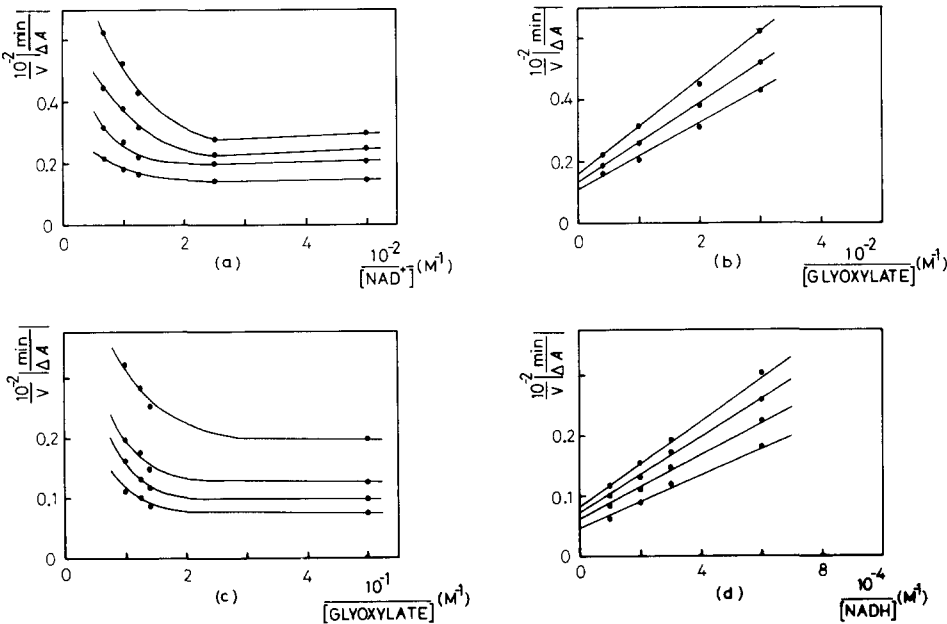 10⁻²/V |min/ΔA|
0.4
0.2
0
0
2
4
(a)
10⁻²/[NAD⁺] (M⁻¹)
10⁻²/V |min/ΔA|
0.4
0.2
0
0
2
4
(b)
10⁻²/[GLYOXYLATE] (M⁻¹)
10⁻²/V |min/ΔA|
0.2
0.1
0
0
2
4
(c)
10⁻¹/[GLYOXYLATE] (M⁻¹)
10⁻²/V |min/ΔA|
0.2
0.1
0
0
4
8
(d)
10⁻⁴/[NADH] (M⁻¹)